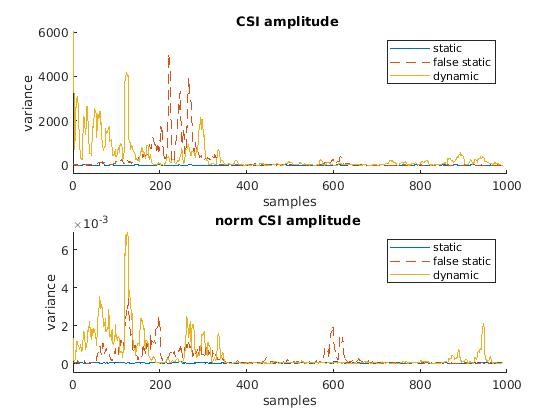 CSI amplitude
6000
4000
2000
0
variance
static
false static
dynamic
0 200 400 600 800 1000
samples
norm CSI amplitude
×10⁻³
6
4
2
0
variance
static
false static
dynamic
0 200 400 600 800 1000
samples